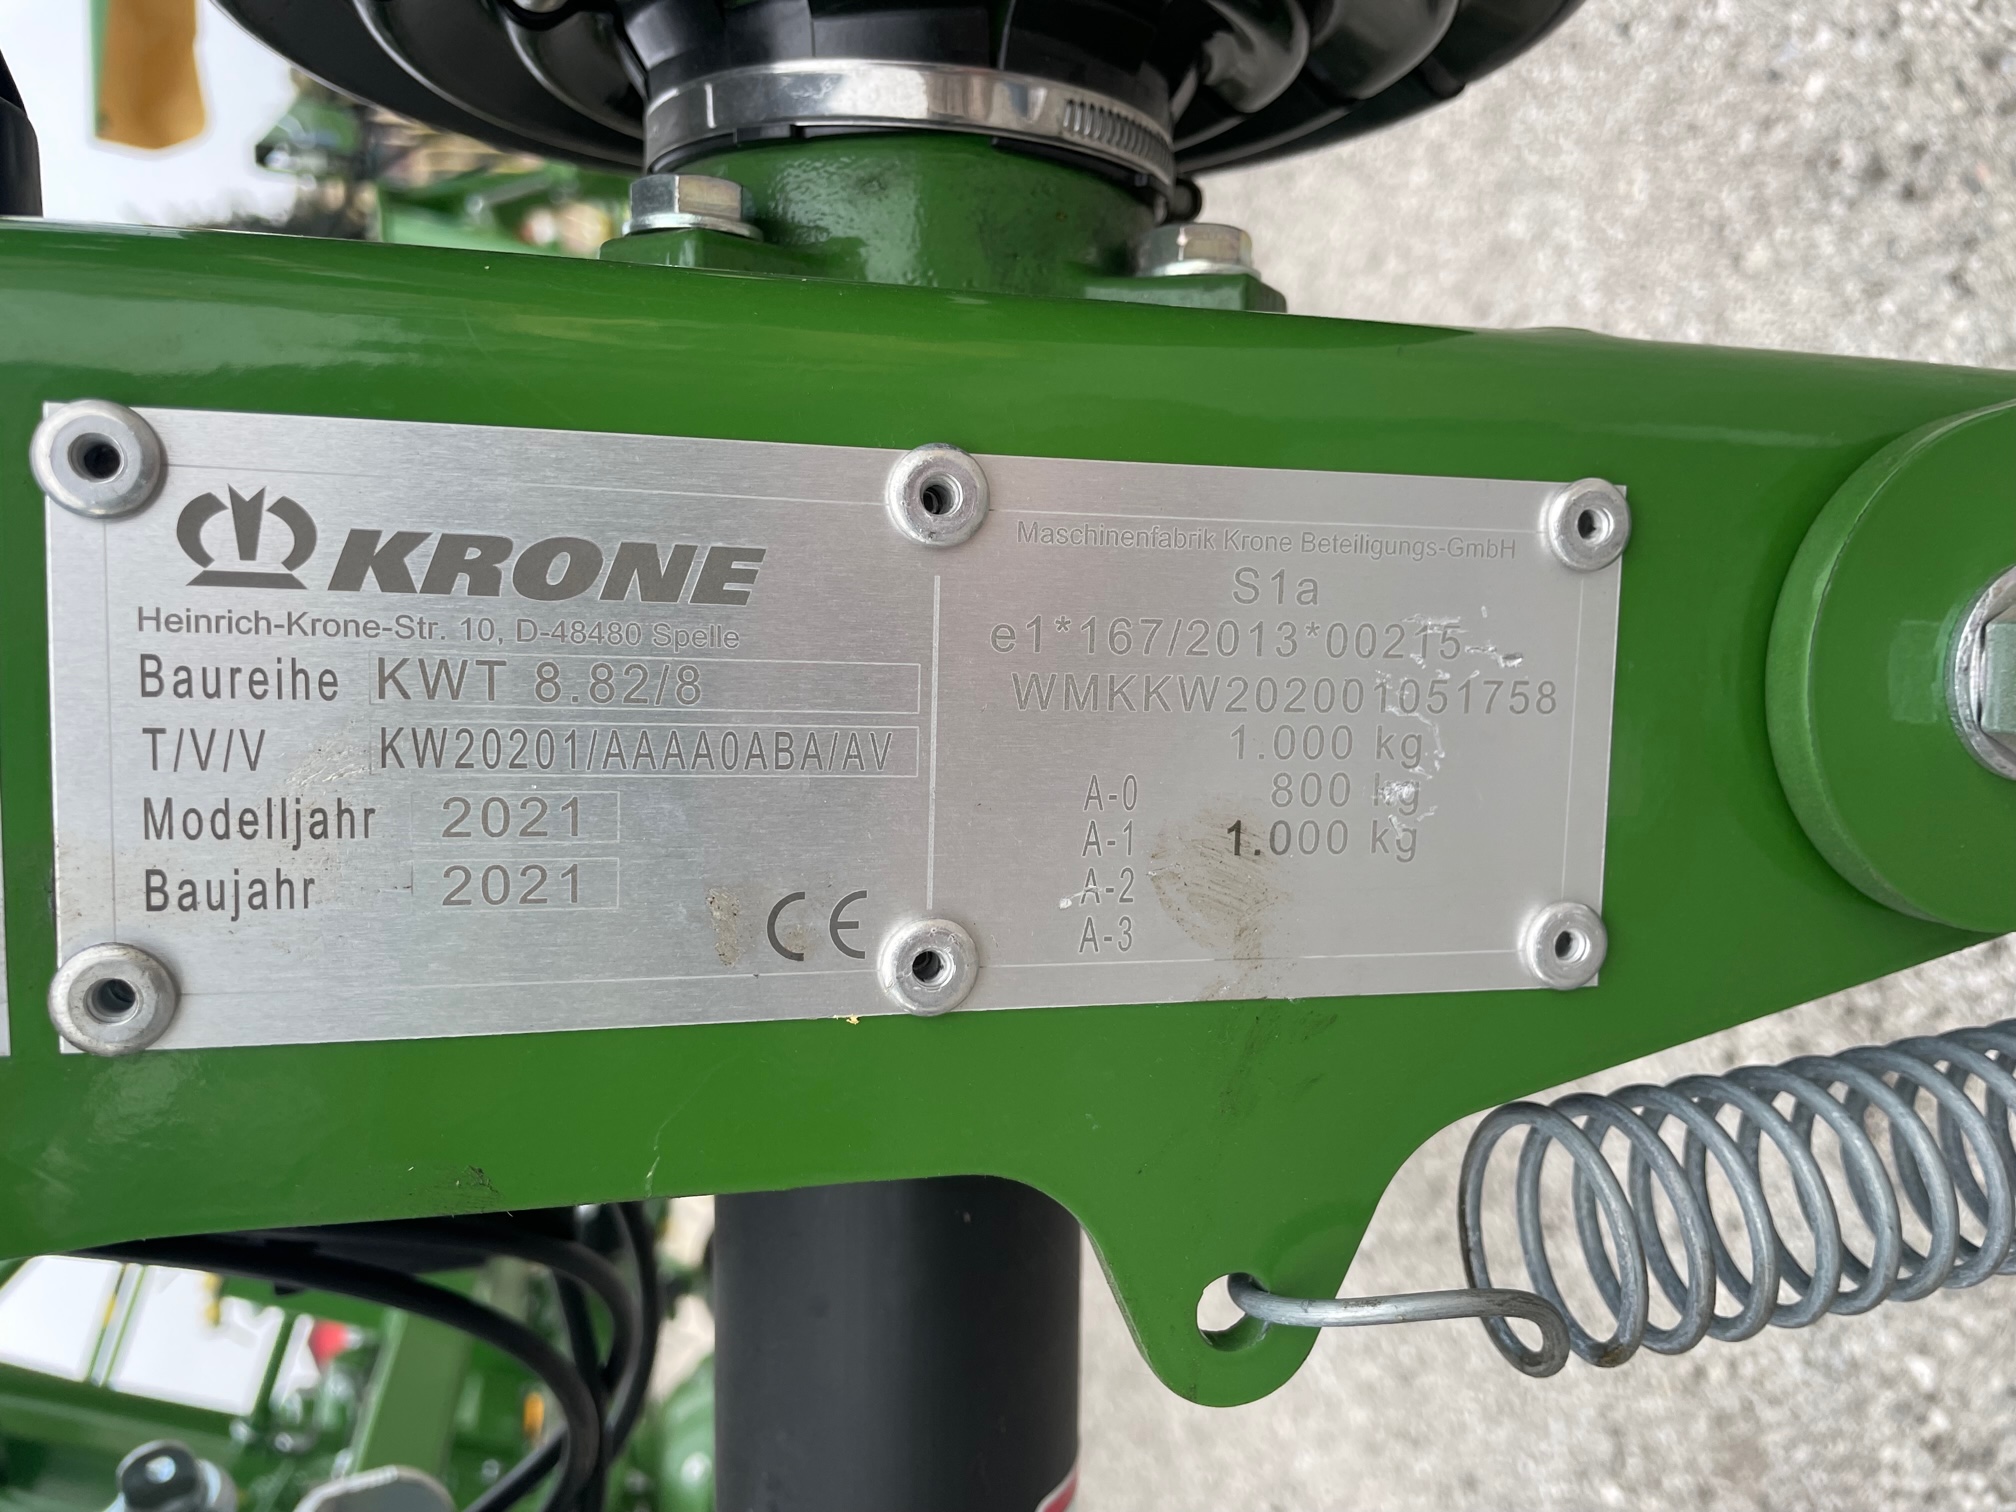 KRONE
Heinrich-Krone-Str. 10, D-48480 Spelle
Baureihe KWT 8.82/8
T/V/V KW20201/AAAA0ABA/AV
Modelljahr 2021
Baujahr 2021
CE
Maschinenfabrik Krone Beteiligungs-GmbH
S1a
e1*167/2013*00215
WMKKW202001051758
1.000 kg
A-0 800 kg
A-1 1.000 kg
A-2
A-3